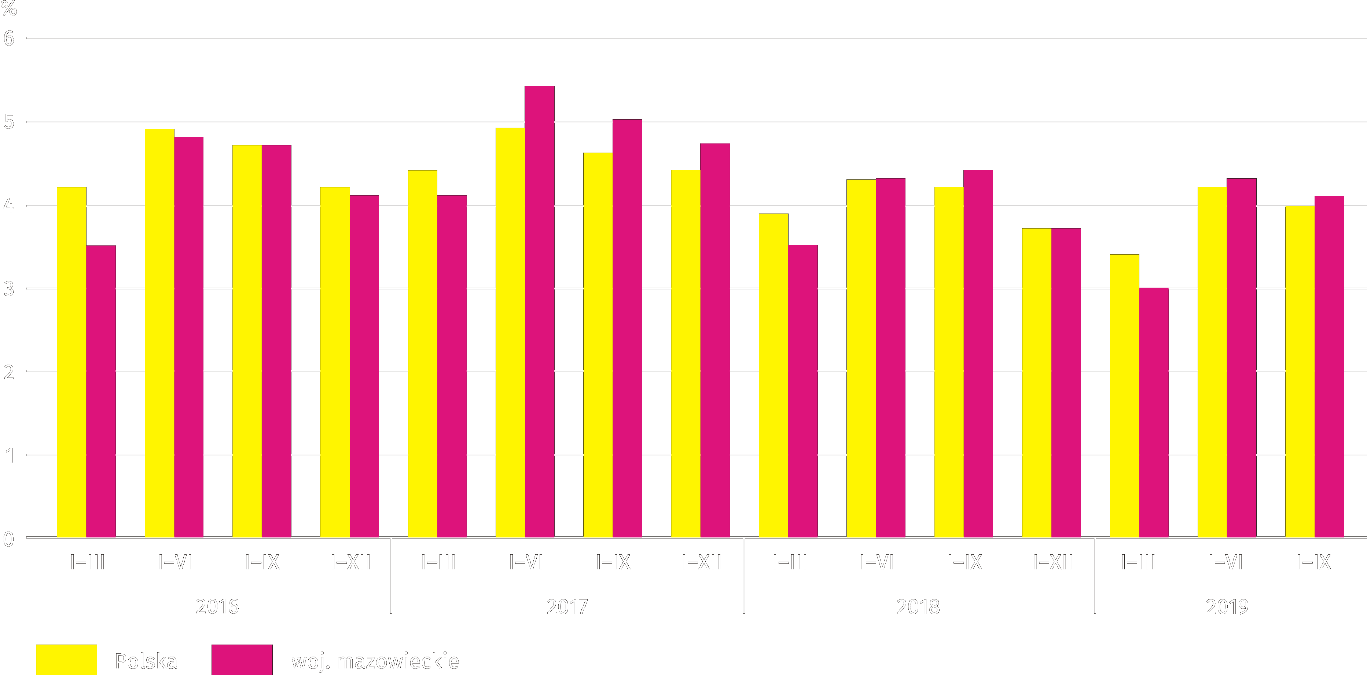 %
6
5
4
3
2
1
0
I–III I–VI I–IX I–XII I–III I–VI I–IX I–XII I–III I–VI I–IX I–XII I–III I–VI I–IX
2016 2017 2018 2019
Polska woj. mazowieckie